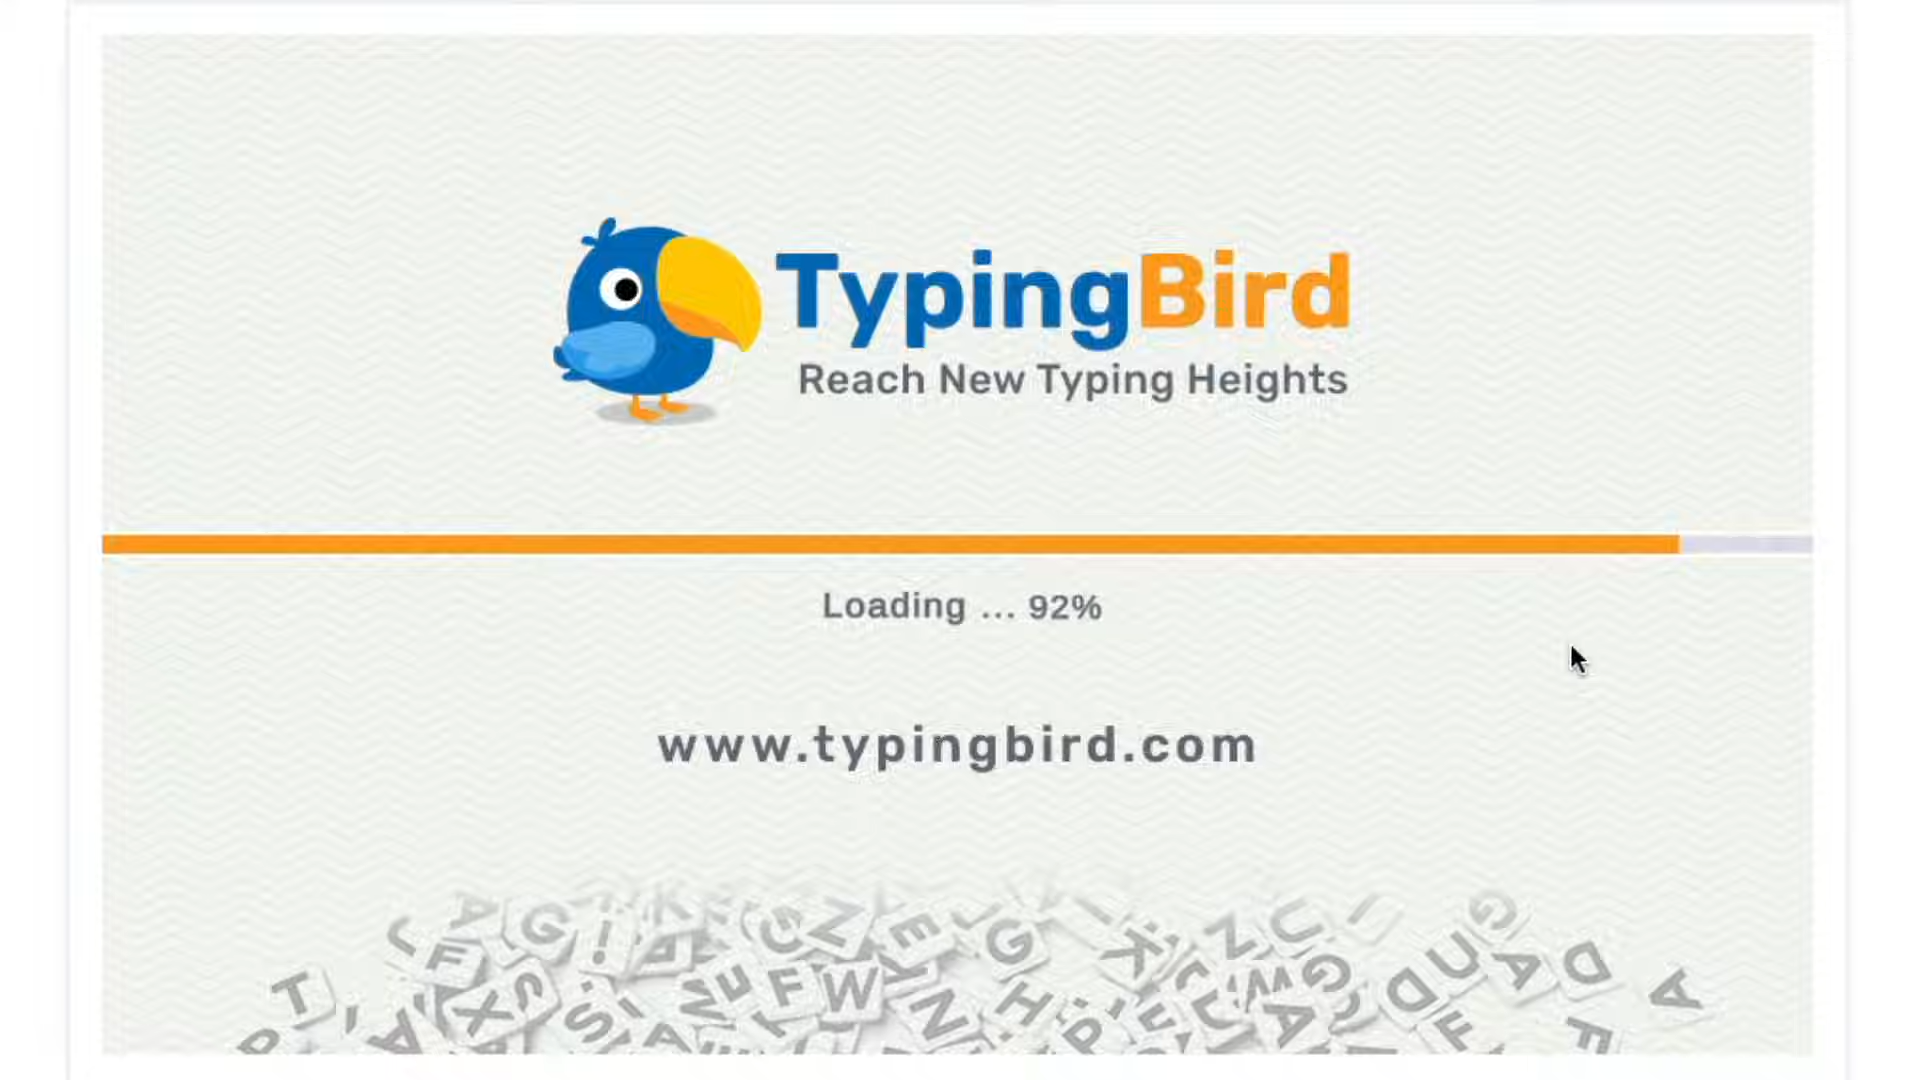 TypingBird
Reach New Typing Heights
Loading ... 92%
www.typingbird.com